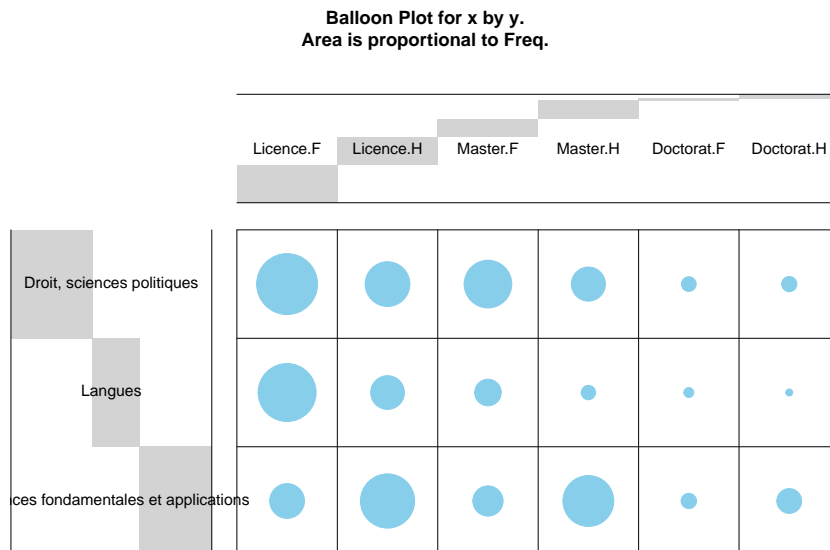 Balloon Plot for x by y.
Area is proportional to Freq.
Licence.F Licence.H Master.F Master.H Doctorat.F Doctorat.H
Droit, sciences politiques
Langues
nces fondamentales et applications